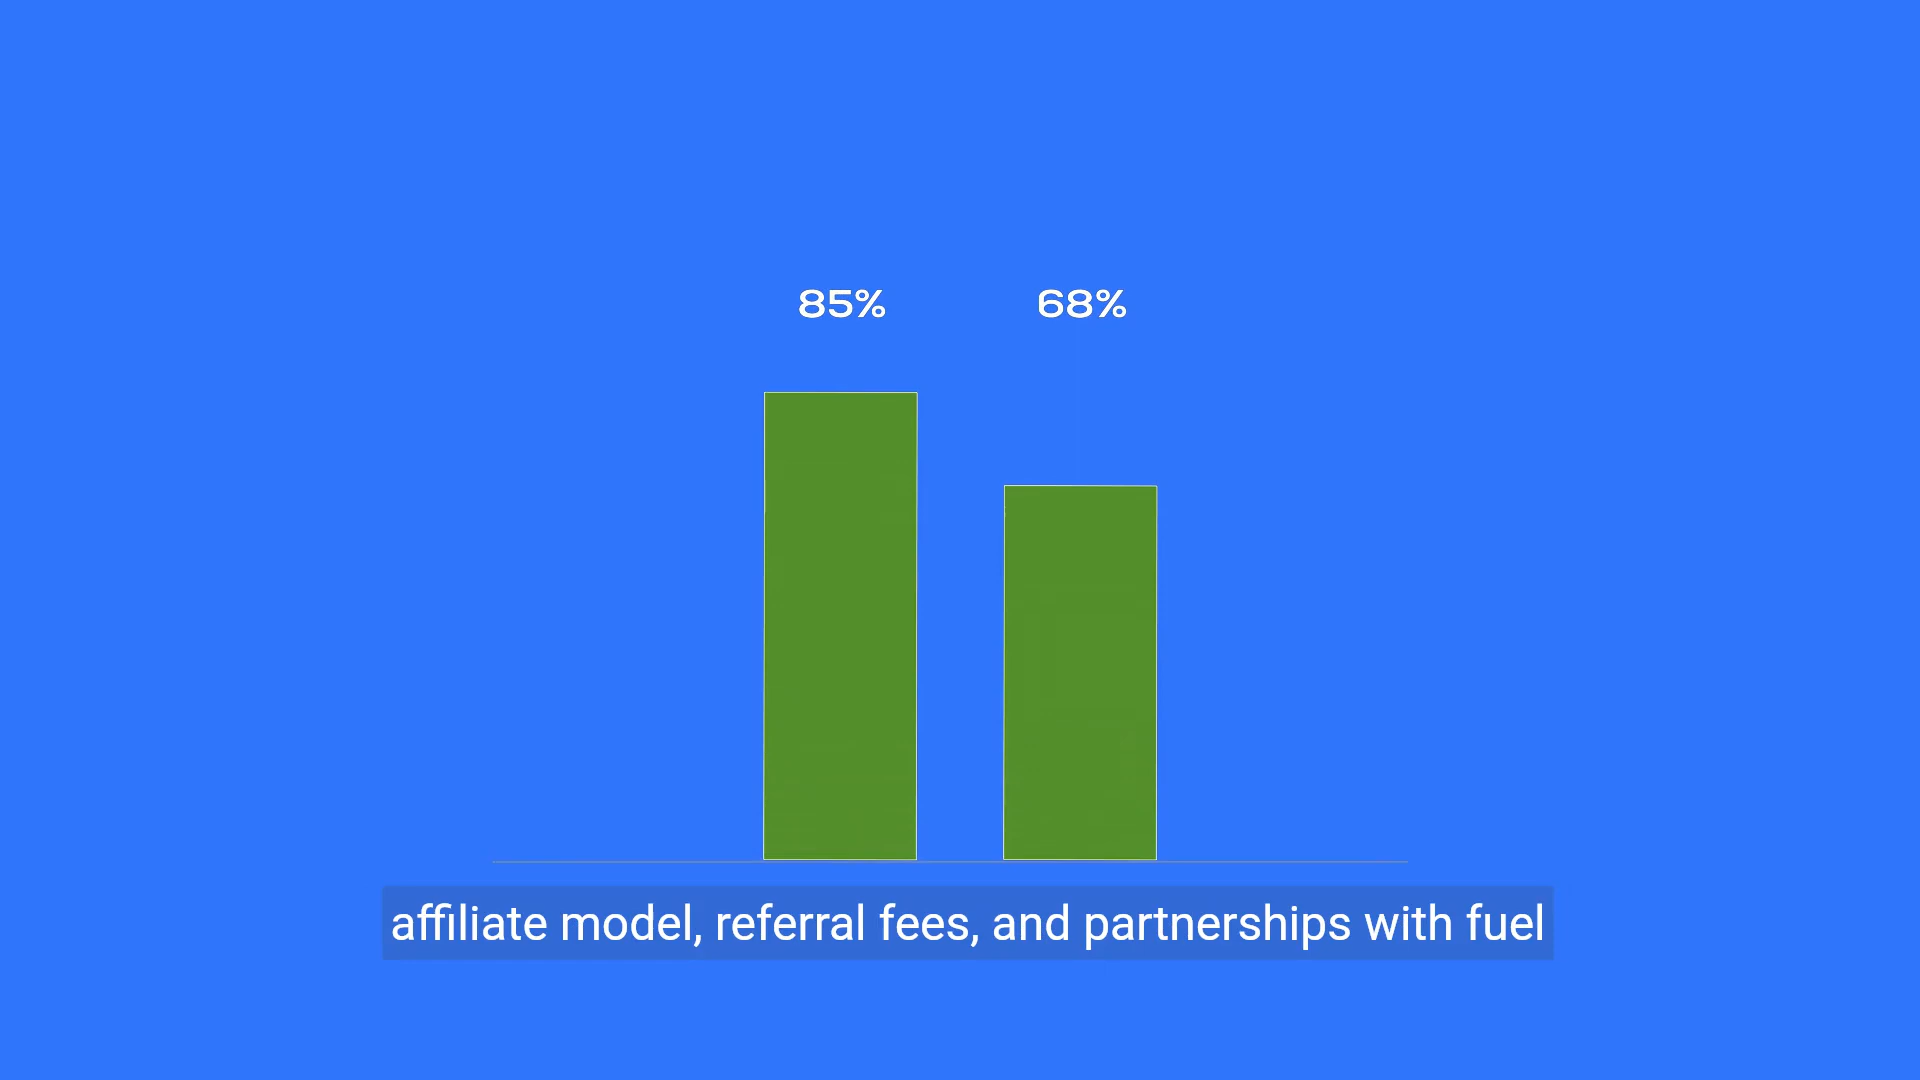 85% 68%
affiliate model, referral fees, and partnerships with fuel